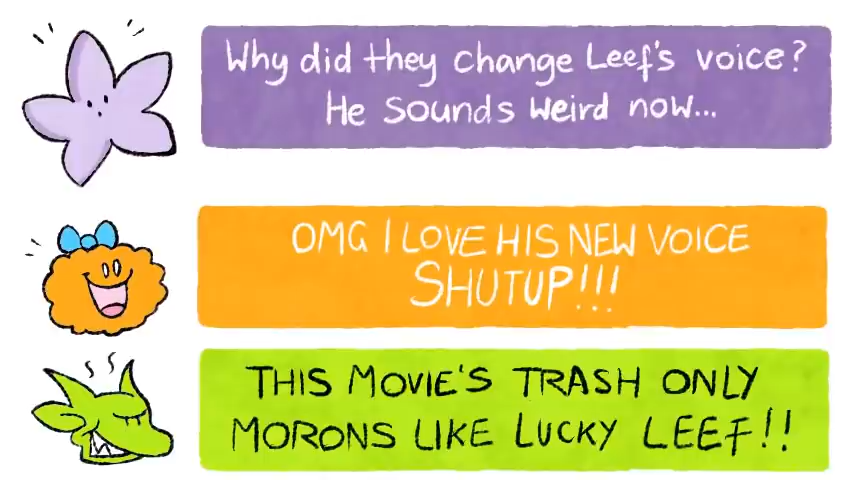 Why did they change Leef's voice?
He sounds weird now...
OMG I LOVE HIS NEW VOICE
SHUTUP!!!
THIS MOVIE'S TRASH ONLY
MORONS LIKE LUCKY LEEF!!